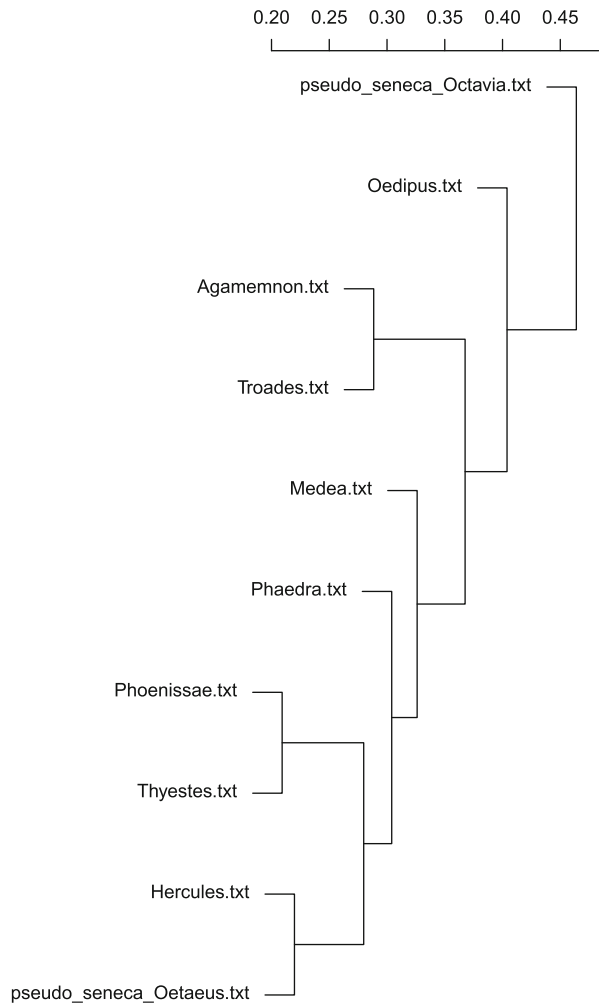 0.20 0.25 0.30 0.35 0.40 0.45
pseudo_seneca_Octavia.txt
Oedipus.txt
Agamemnon.txt
Troades.txt
Medea.txt
Phaedra.txt
Phoenissae.txt
Thyestes.txt
Hercules.txt
pseudo_seneca_Oetaeus.txt